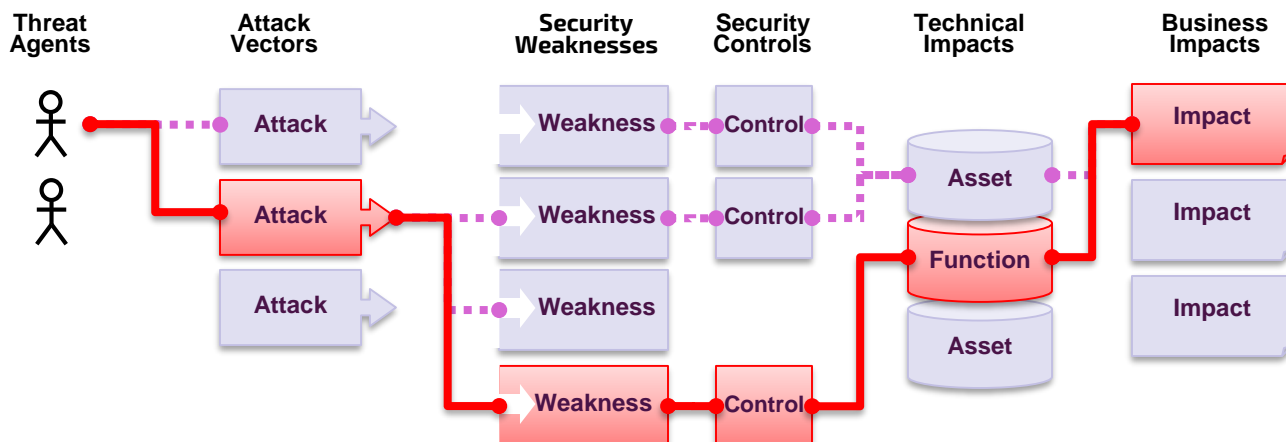 Threat
Agents
Attack
Vectors
Security
Weaknesses
Security
Controls
Technical
Impacts
Business
Impacts
Attack
Weakness
Control
Impact
Asset
Attack
Weakness
Control
Impact
Function
Attack
Weakness
Impact
Asset
Weakness
Control